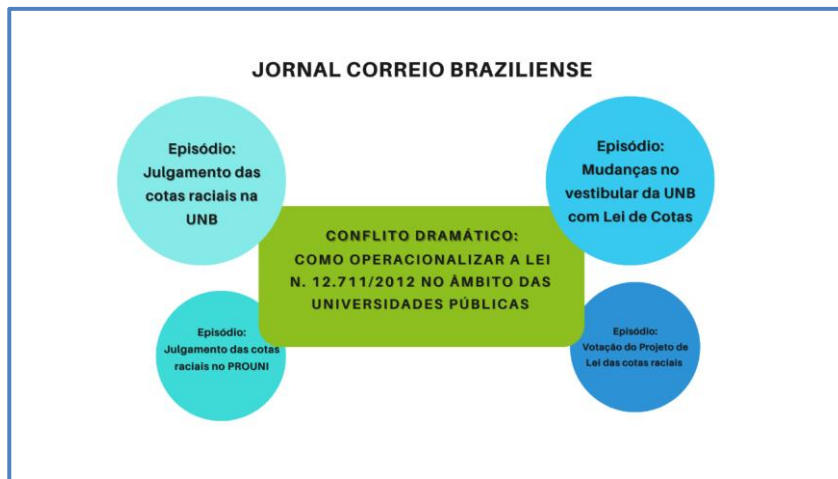 JORNAL CORREIO BRAZILIENSE
Episódio:
Julgamento das
cotas raciais na
UNB
Episódio:
Mudanças no
vestibular da UNB
com Lei de Cotas
CONFLITO DRAMÁTICO:
COMO OPERACIONALIZAR A LEI
N. 12.711/2012 NO ÂMBITO DAS
UNIVERSIDADES PÚBLICAS
Episódio:
Julgamento das cotas
raciais no PROUNI
Episódio:
Votação do Projeto de
Lei das cotas raciais